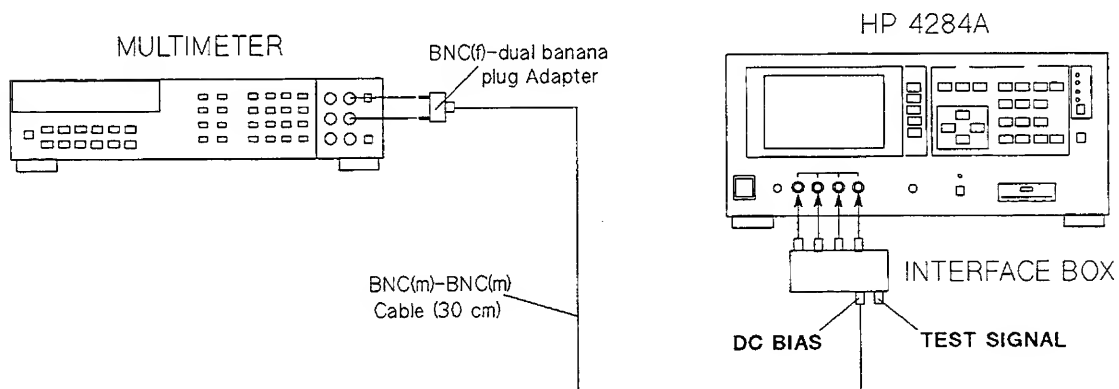 MULTIMETER
BNC(f)-dual banana
plug Adapter
HP 4284A
BNC(m)-BNC(m)
Cable (30 cm)
INTERFACE BOX
DC BIAS
TEST SIGNAL